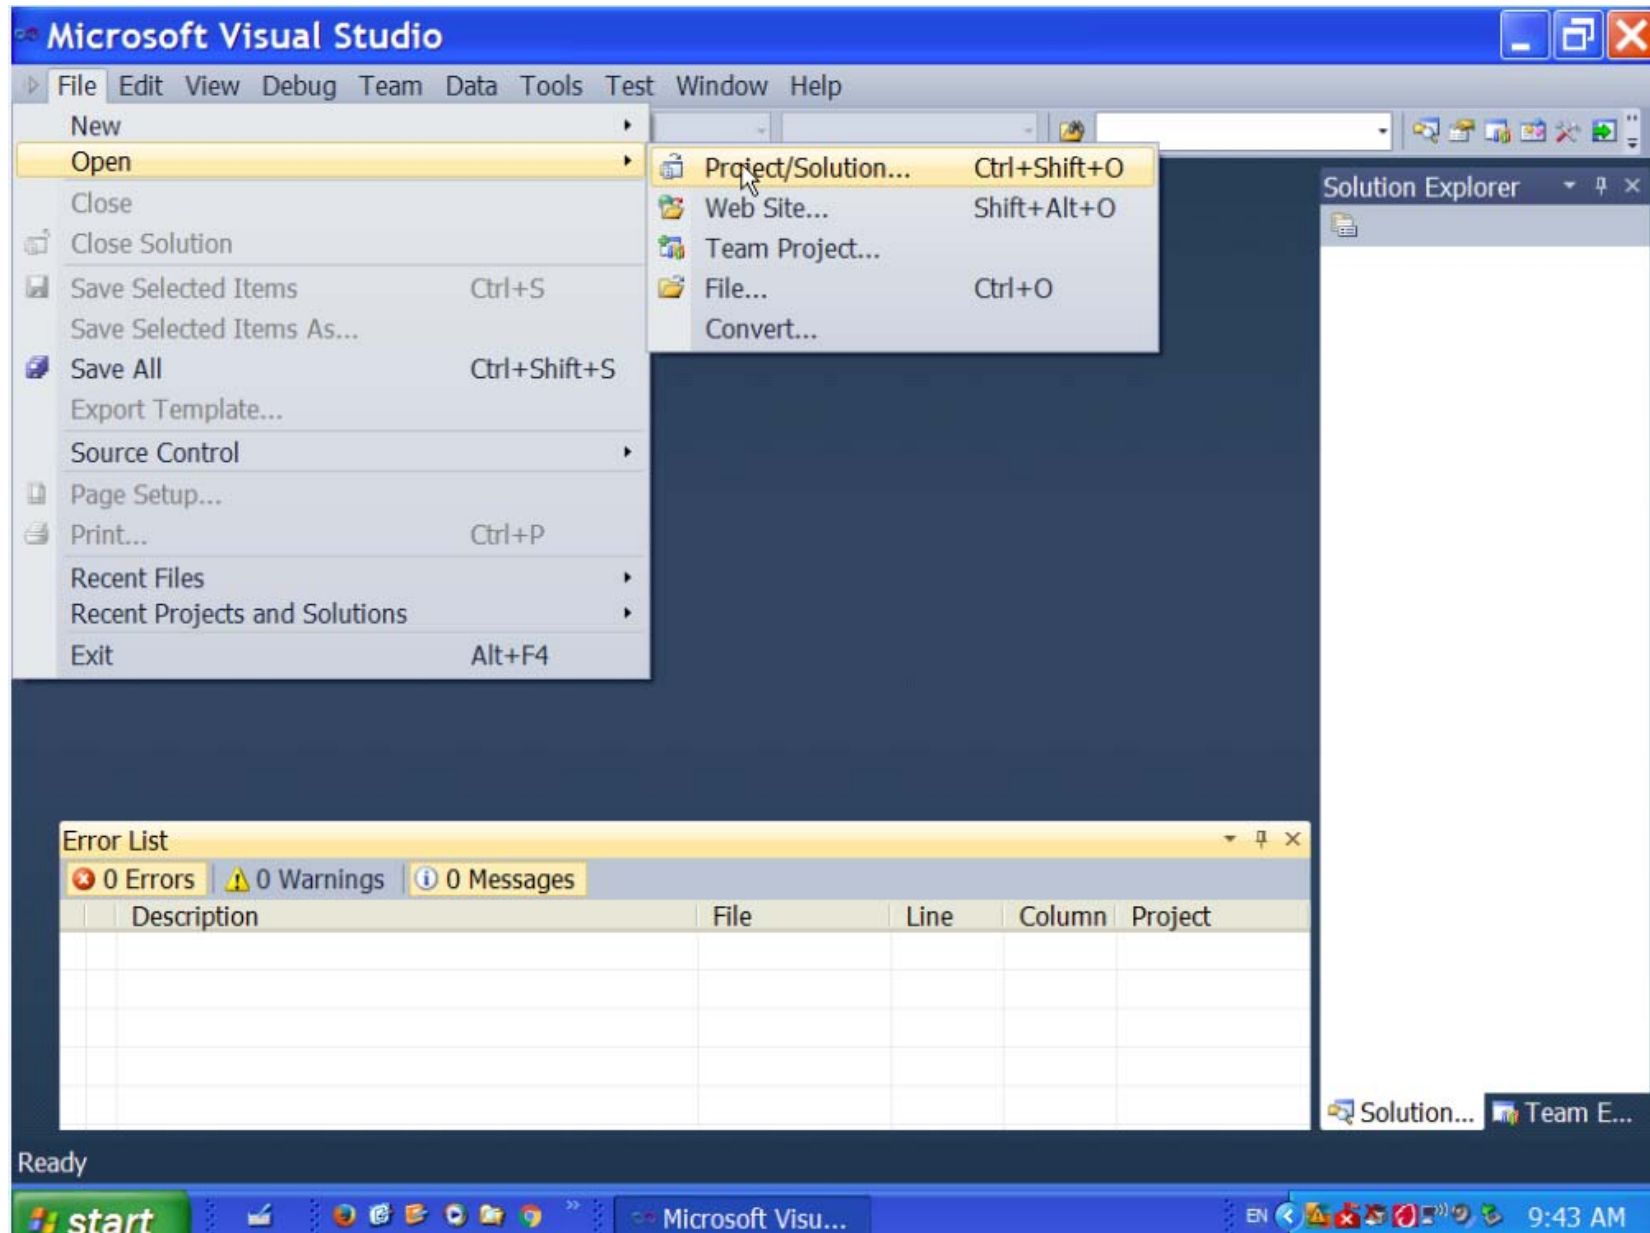 Microsoft Visual Studio
File Edit View Debug Team Data Tools Test Window Help
New
Open
Close
Close Solution
Save Selected Items Ctrl+S
Save Selected Items As...
Save All Ctrl+Shift+S
Export Template...
Source Control
Page Setup...
Print... Ctrl+P
Recent Files
Recent Projects and Solutions
Exit Alt+F4
Project/Solution... Ctrl+Shift+O
Web Site... Shift+Alt+O
Team Project...
File... Ctrl+O
Convert...
Solution Explorer
Error List
0 Errors 0 Warnings 0 Messages
Description File Line Column Project
Solution... Team E...
Ready
start Microsoft Visu... EN 9:43 AM